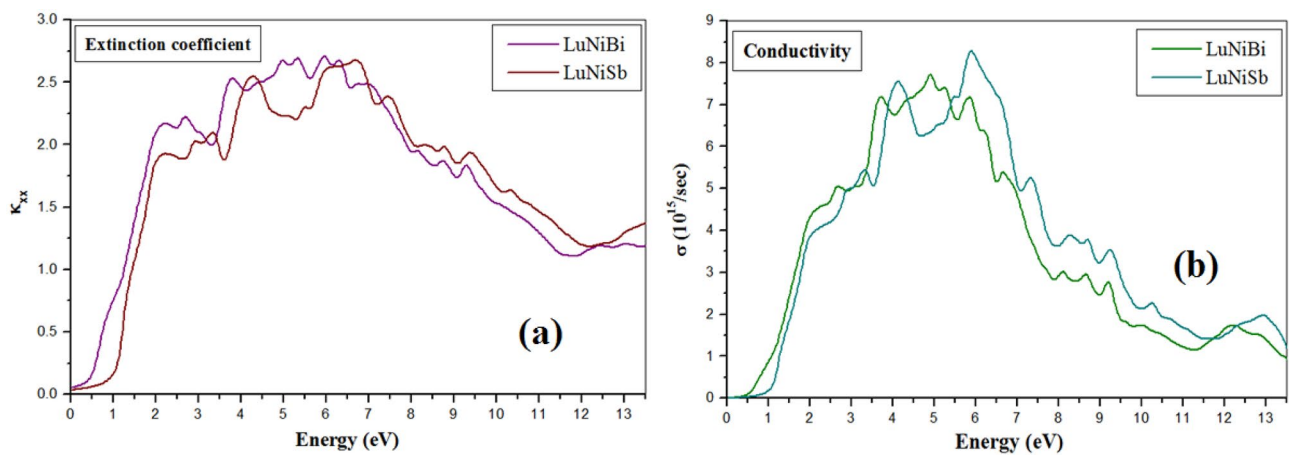 Extinction coefficient
LuNiBi
LuNiSb
κxx
3.0
2.5
2.0
1.5
1.0
0.5
0.0
0 1 2 3 4 5 6 7 8 9 10 11 12 13
Energy (eV)
(a)
Conductivity
LuNiBi
LuNiSb
σ (10^15/sec)
9
8
7
6
5
4
3
2
1
0
0 1 2 3 4 5 6 7 8 9 10 11 12 13
Energy (eV)
(b)